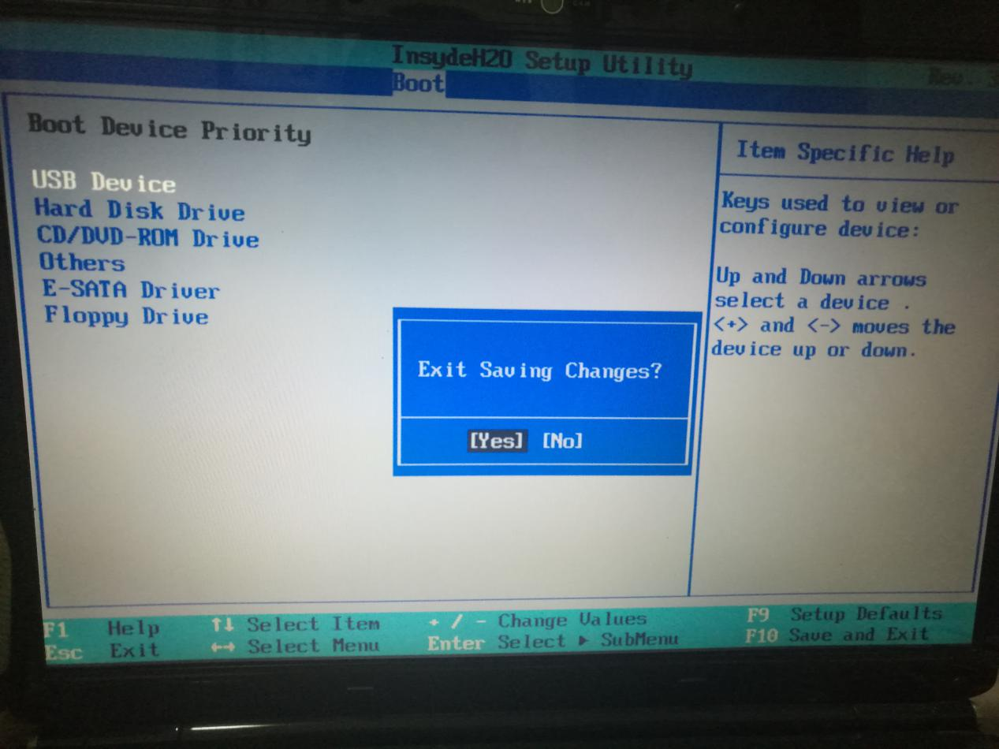 InsydeH2O Setup Utility
Boot
Boot Device Priority
USB Device
Hard Disk Drive
CD/DVD-ROM Drive
Others
E-SATA Driver
Floppy Drive
Exit Saving Changes?
[Yes] [No]
Item Specific Help
Keys used to view or
configure device:
Up and Down arrows
select a device .
<+> and <-> moves the
device up or down.
F1 Help ↑↓ Select Item + / - Change Values F9 Setup Defaults
Esc Exit ↔ Select Menu Enter Select ▶ SubMenu F10 Save and Exit